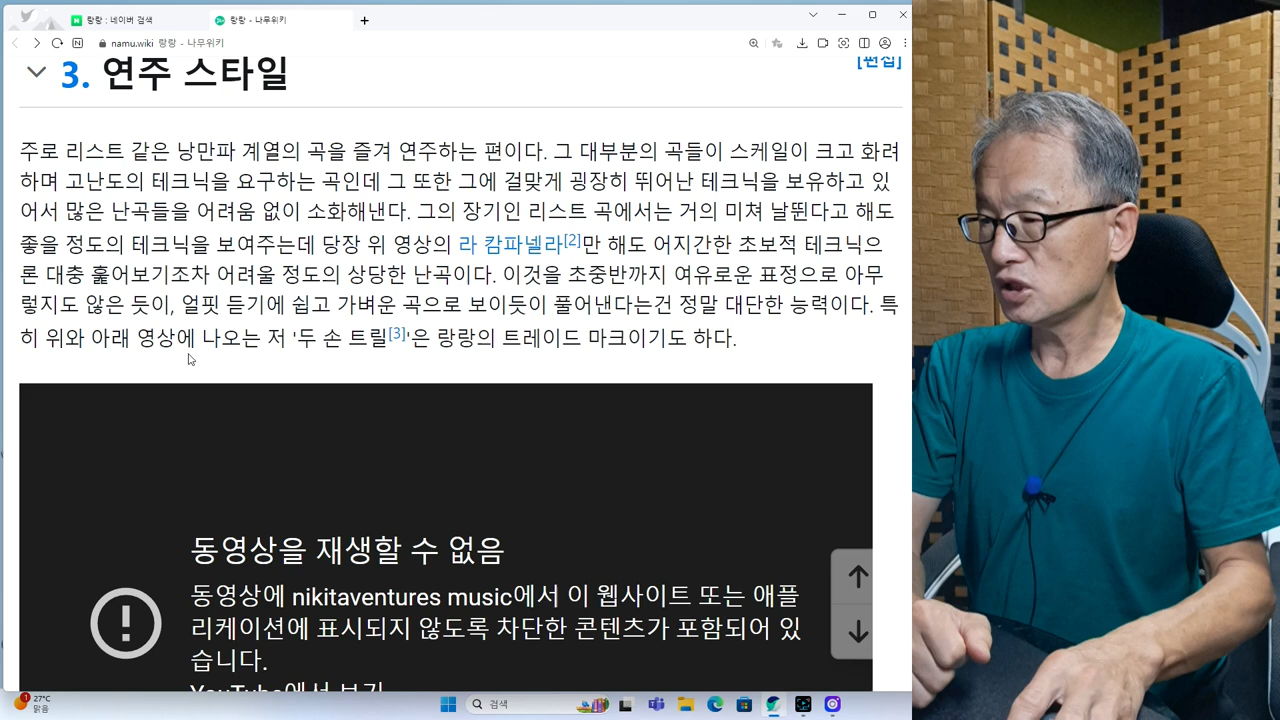 랑랑 : 네이버 검색
랑랑 - 나무위키
namu.wiki 랑랑 - 나무위키
3. 연주 스타일
[편집]
주로 리스트 같은 낭만파 계열의 곡을 즐겨 연주하는 편이다. 그 대부분의 곡들이 스케일이 크고 화려
하며 고난도의 테크닉을 요구하는 곡인데 그 또한 그에 걸맞게 굉장히 뛰어난 테크닉을 보유하고 있
어서 많은 난곡들을 어려움 없이 소화해낸다. 그의 장기인 리스트 곡에서는 거의 미쳐 날뛴다고 해도
좋을 정도의 테크닉을 보여주는데 당장 위 영상의 라 캄파넬라[2]만 해도 어지간한 초보적 테크닉으
론 대충 훑어보기조차 어려울 정도의 상당한 난곡이다. 이것을 초중반까지 여유로운 표정으로 아무
렇지도 않은 듯이, 얼핏 듣기에 쉽고 가벼운 곡으로 보이듯이 풀어낸다는건 정말 대단한 능력이다. 특
히 위와 아래 영상에 나오는 저 '두 손 트릴[3]'은 랑랑의 트레이드 마크이기도 하다.
동영상을 재생할 수 없음
동영상에 nikitaventures music에서 이 웹사이트 또는 애플
리케이션에 표시되지 않도록 차단한 콘텐츠가 포함되어 있
습니다.
YouTube에서 보기
1
27°C
맑음
검색